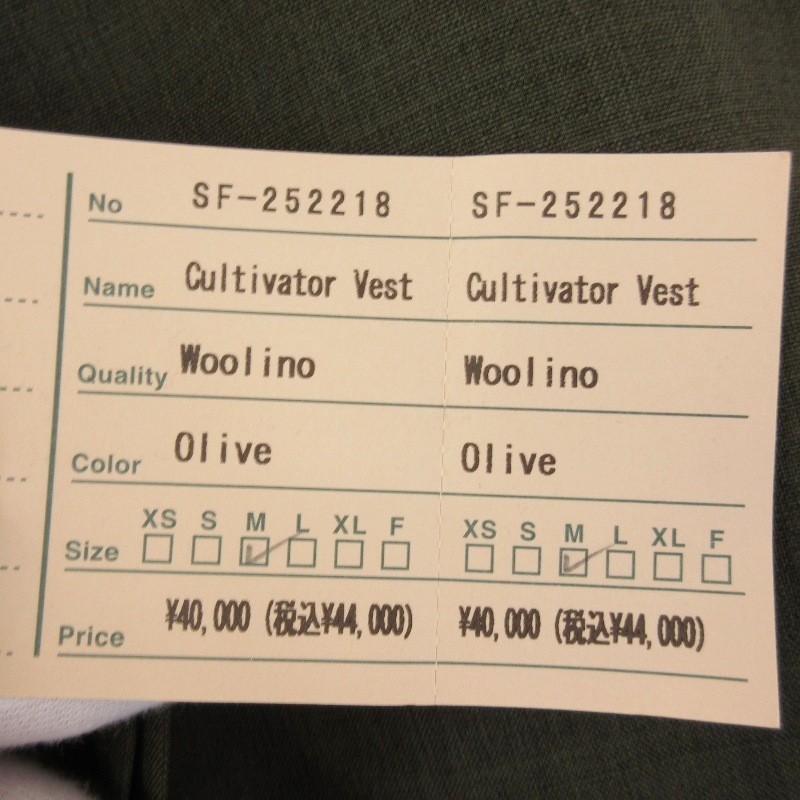 No SF-252218 SF-252218
Name Cultivator Vest Cultivator Vest
Quality Woolino Woolino
Color Olive Olive
XS S M L XL F XS S M L XL F
Size
Price ¥40,000 (税込¥44,000) ¥40,000 (税込¥44,000)